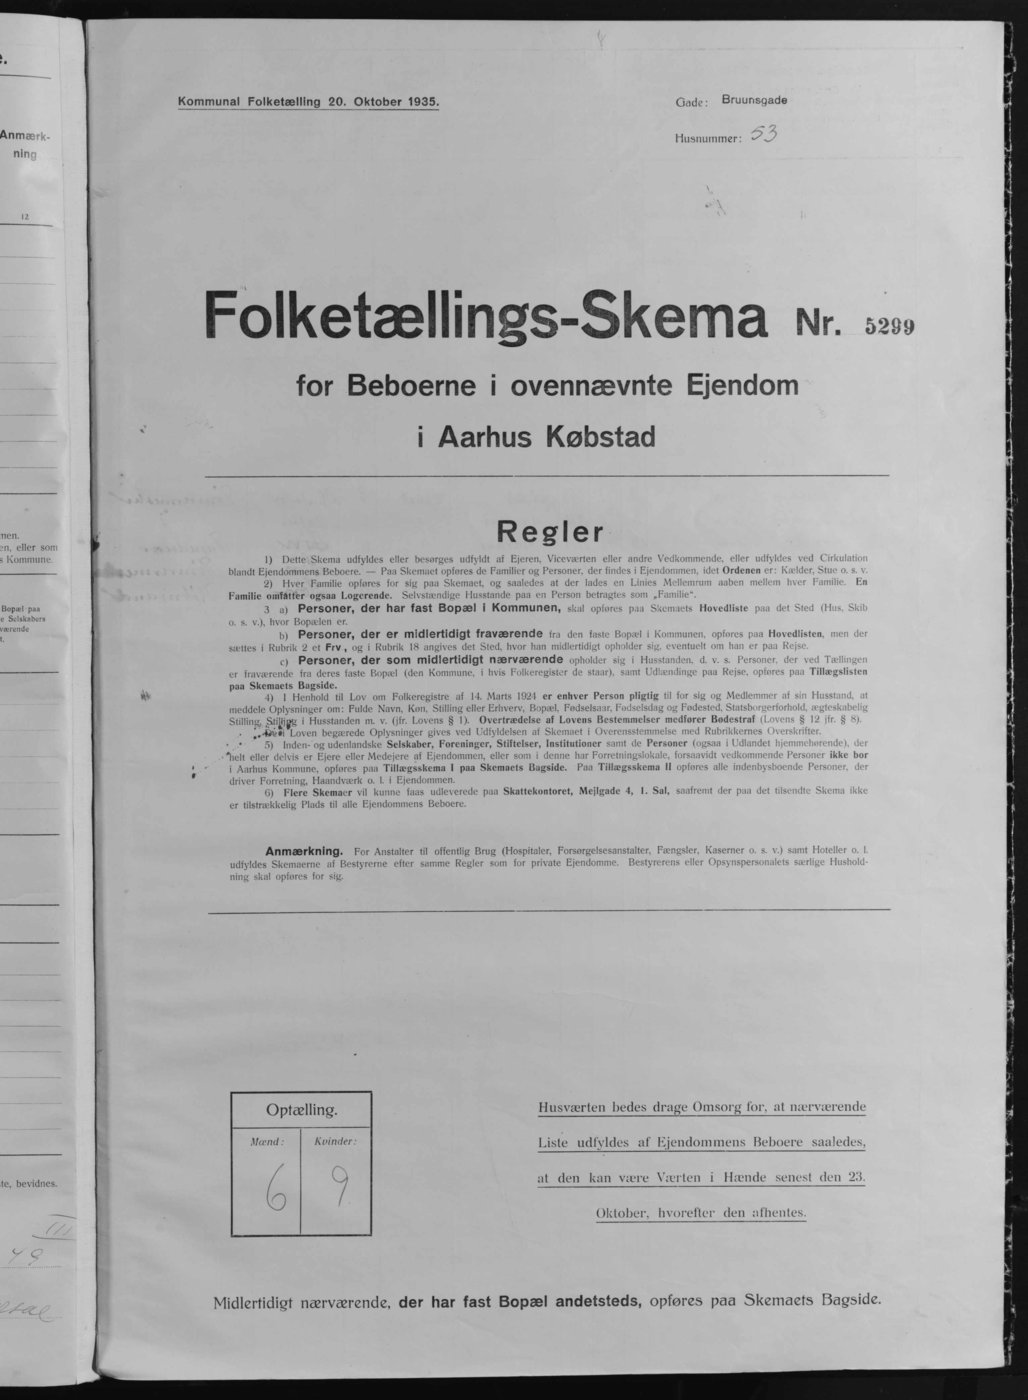 e.
Anmærk-
ning
12
men.
en, eller som
s Kommune.
Bopæl paa
e Selskabers
værende
t.
te, bevidnes.
III
49
Kommunal Folketælling 20. Oktober 1935.
Gade: Bruunsgade
Husnummer: 53
Folketællings-Skema Nr. 5299
for Beboerne i ovennævnte Ejendom
i Aarhus Købstad
Regler
1) Dette Skema udfyldes eller besørges udfyldt af Ejeren, Viceværten eller andre Vedkommende, eller udfyldes ved Cirkulation
blandt Ejendommens Beboere. — Paa Skemaet opføres de Familier og Personer, der findes i Ejendommen, idet Ordenen er: Kælder, Stue o. s. v.
2) Hver Familie opføres for sig paa Skemaet, og saaledes at der lades en Linies Mellemrum aaben mellem hver Familie. En
Familie omfatter ogsaa Logerende. Selvstændige Husstande paa en Person betragtes som „Familie“.
3 a) Personer, der har fast Bopæl i Kommunen, skal opføres paa Skemaets Hovedliste paa det Sted (Hus, Skib
o. s. v.), hvor Bopælen er.
b) Personer, der er midlertidigt fraværende fra den faste Bopæl i Kommunen, opføres paa Hovedlisten, men der
sættes i Rubrik 2 et Frv., og i Rubrik 18 angives det Sted, hvor han midlertidigt opholder sig, eventuelt om han er paa Rejse.
c) Personer, der som midlertidigt nærværende opholder sig i Husstanden, d. v. s. Personer, der ved Tællingen
er fraværende fra deres faste Bopæl (den Kommune, i hvis Folkeregister de staar), samt Udlændinge paa Rejse, opføres paa Tillægslisten
paa Skemaets Bagside.
4) I Henhold til Lov om Folkeregistre af 14. Marts 1924 er enhver Person pligtig til for sig og Medlemmer af sin Husstand, at
meddele Oplysninger om: Fulde Navn, Køn, Stilling eller Erhverv, Bopæl, Fødselsaar, Fødselsdag og Fødested, Statsborgerforhold, ægteskabelig
Stilling, Stilling i Husstanden m. v. (jfr. Lovens § 1). Overtrædelse af Lovens Bestemmelser medfører Bødestraf (Lovens § 12 jfr. § 8).
De i Loven begærede Oplysninger gives ved Udfyldelsen af Skemaet i Overensstemmelse med Rubrikkernes Overskrifter.
5) Inden- og udenlandske Selskaber, Foreninger, Stiftelser, Institutioner samt de Personer (ogsaa i Udlandet hjemmehørende), der
helt eller delvis er Ejere eller Medejere af Ejendommen, eller som i denne har Forretningslokale, forsaavidt vedkommende Personer ikke bor
i Aarhus Kommune, opføres paa Tillægsskema I paa Skemaets Bagside. Paa Tillægsskema II opføres alle indenbysboende Personer, der
driver Forretning, Haandværk o. l. i Ejendommen.
6) Flere Skemaer vil kunne faas udleverede paa Skattekontoret, Mejlgade 4, 1. Sal, saafremt der paa det tilsendte Skema ikke
er tilstrækkelig Plads til alle Ejendommens Beboere.
Anmærkning. For Anstalter til offentlig Brug (Hospitaler, Forsørgelsesanstalter, Fængsler, Kaserner o. s. v.) samt Hoteller o. l.
udfyldes Skemaerne af Bestyrerne efter samme Regler som for private Ejendomme. Bestyrerens eller Opsynspersonalets særlige Hushold-
ning skal opføres for sig.
Optælling.
Mænd: Kvinder:
6 9
Husværten bedes drage Omsorg for, at nærværende
Liste udfyldes af Ejendommens Beboere saaledes,
at den kan være Værten i Hænde senest den 23.
Oktober, hvorefter den afhentes.
Midlertidigt nærværende, der har fast Bopæl andetsteds, opføres paa Skemaets Bagside.